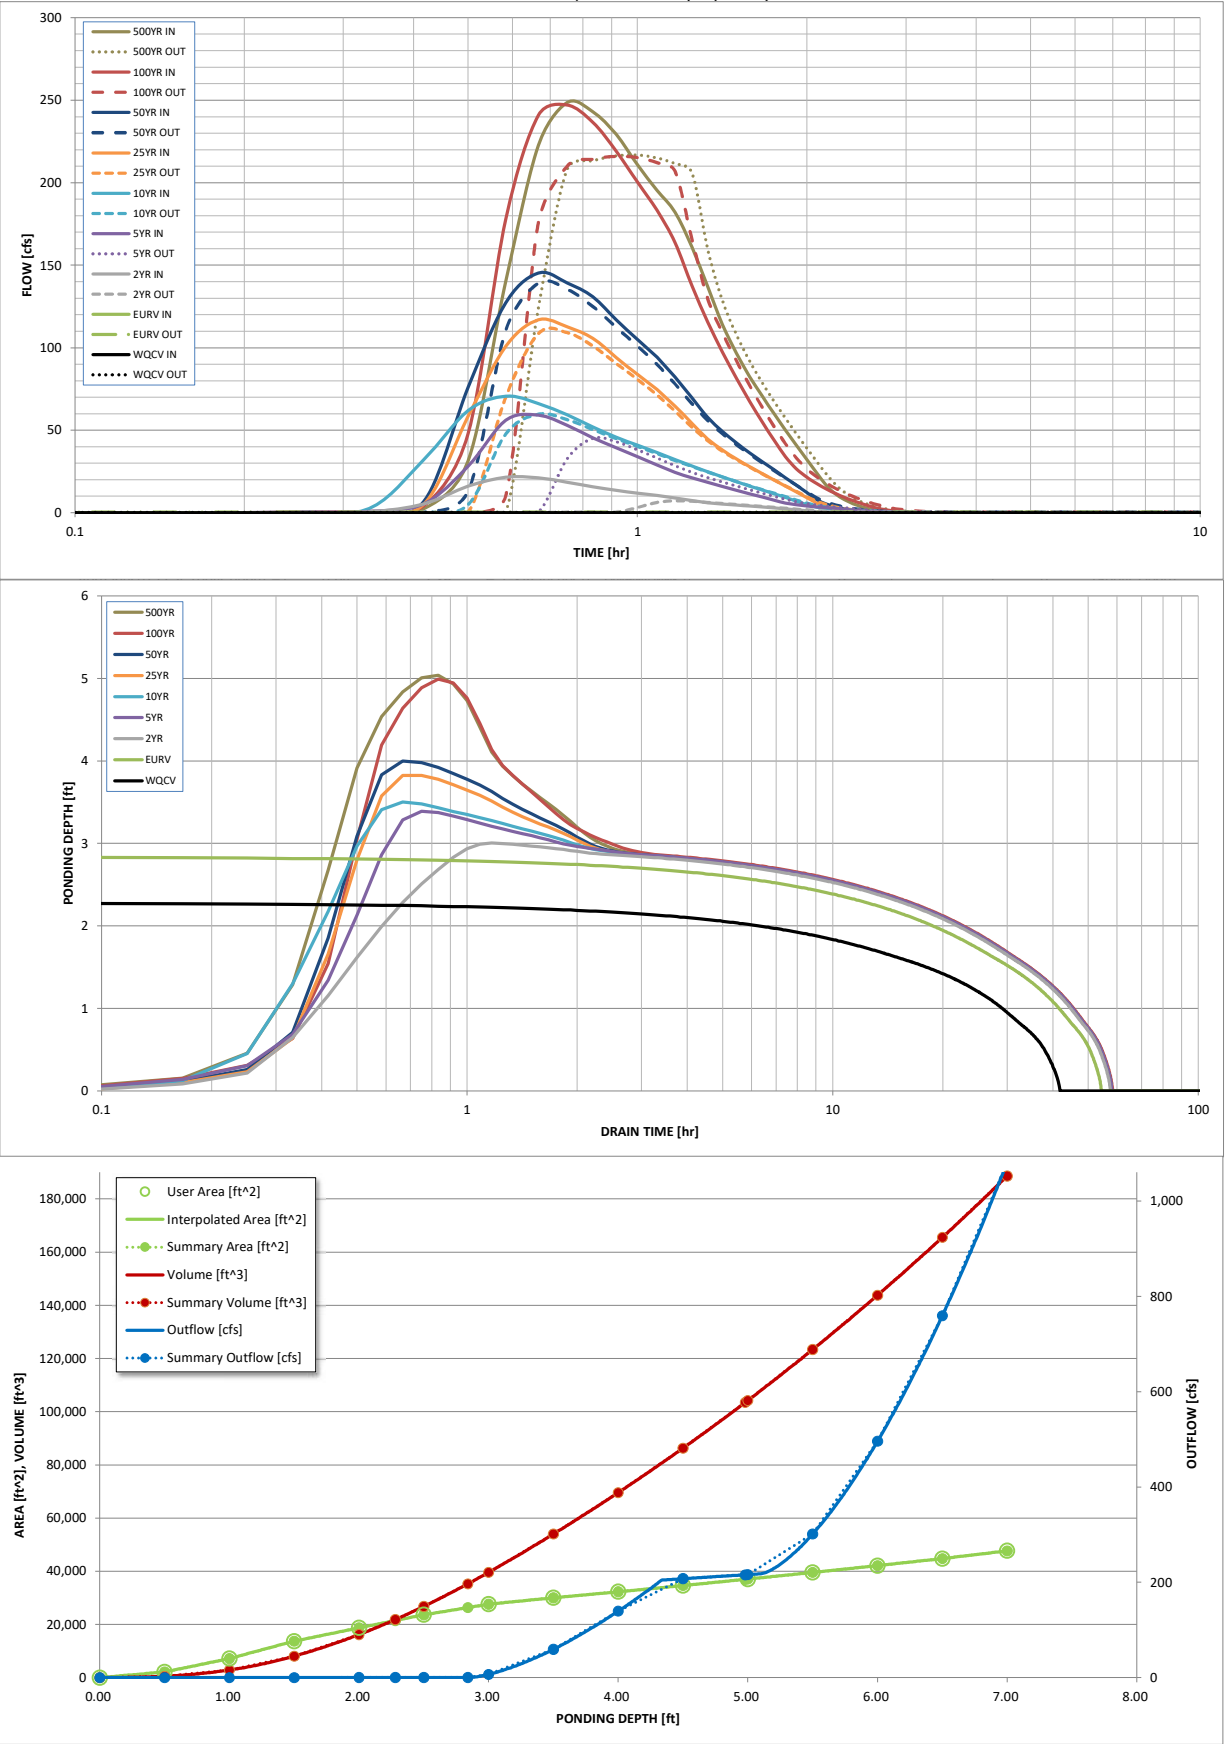 300
250
200
150
100
50
0
FLOW [cfs]
500YR IN
500YR OUT
100YR IN
100YR OUT
50YR IN
50YR OUT
25YR IN
25YR OUT
10YR IN
10YR OUT
5YR IN
5YR OUT
2YR IN
2YR OUT
EURV IN
EURV OUT
WQCV IN
WQCV OUT
0.1
1
10
TIME [hr]
6
5
4
3
2
1
0
PONDING DEPTH [ft]
500YR
100YR
50YR
25YR
10YR
5YR
2YR
EURV
WQCV
0.1
1
10
100
DRAIN TIME [hr]
180,000
160,000
140,000
120,000
100,000
80,000
60,000
40,000
20,000
0
AREA [ft^2], VOLUME [ft^3]
User Area [ft^2]
Interpolated Area [ft^2]
Summary Area [ft^2]
Volume [ft^3]
Summary Volume [ft^3]
Outflow [cfs]
Summary Outflow [cfs]
1,000
800
600
400
200
0
OUTFLOW [cfs]
0.00
1.00
2.00
3.00
4.00
5.00
6.00
7.00
8.00
PONDING DEPTH [ft]